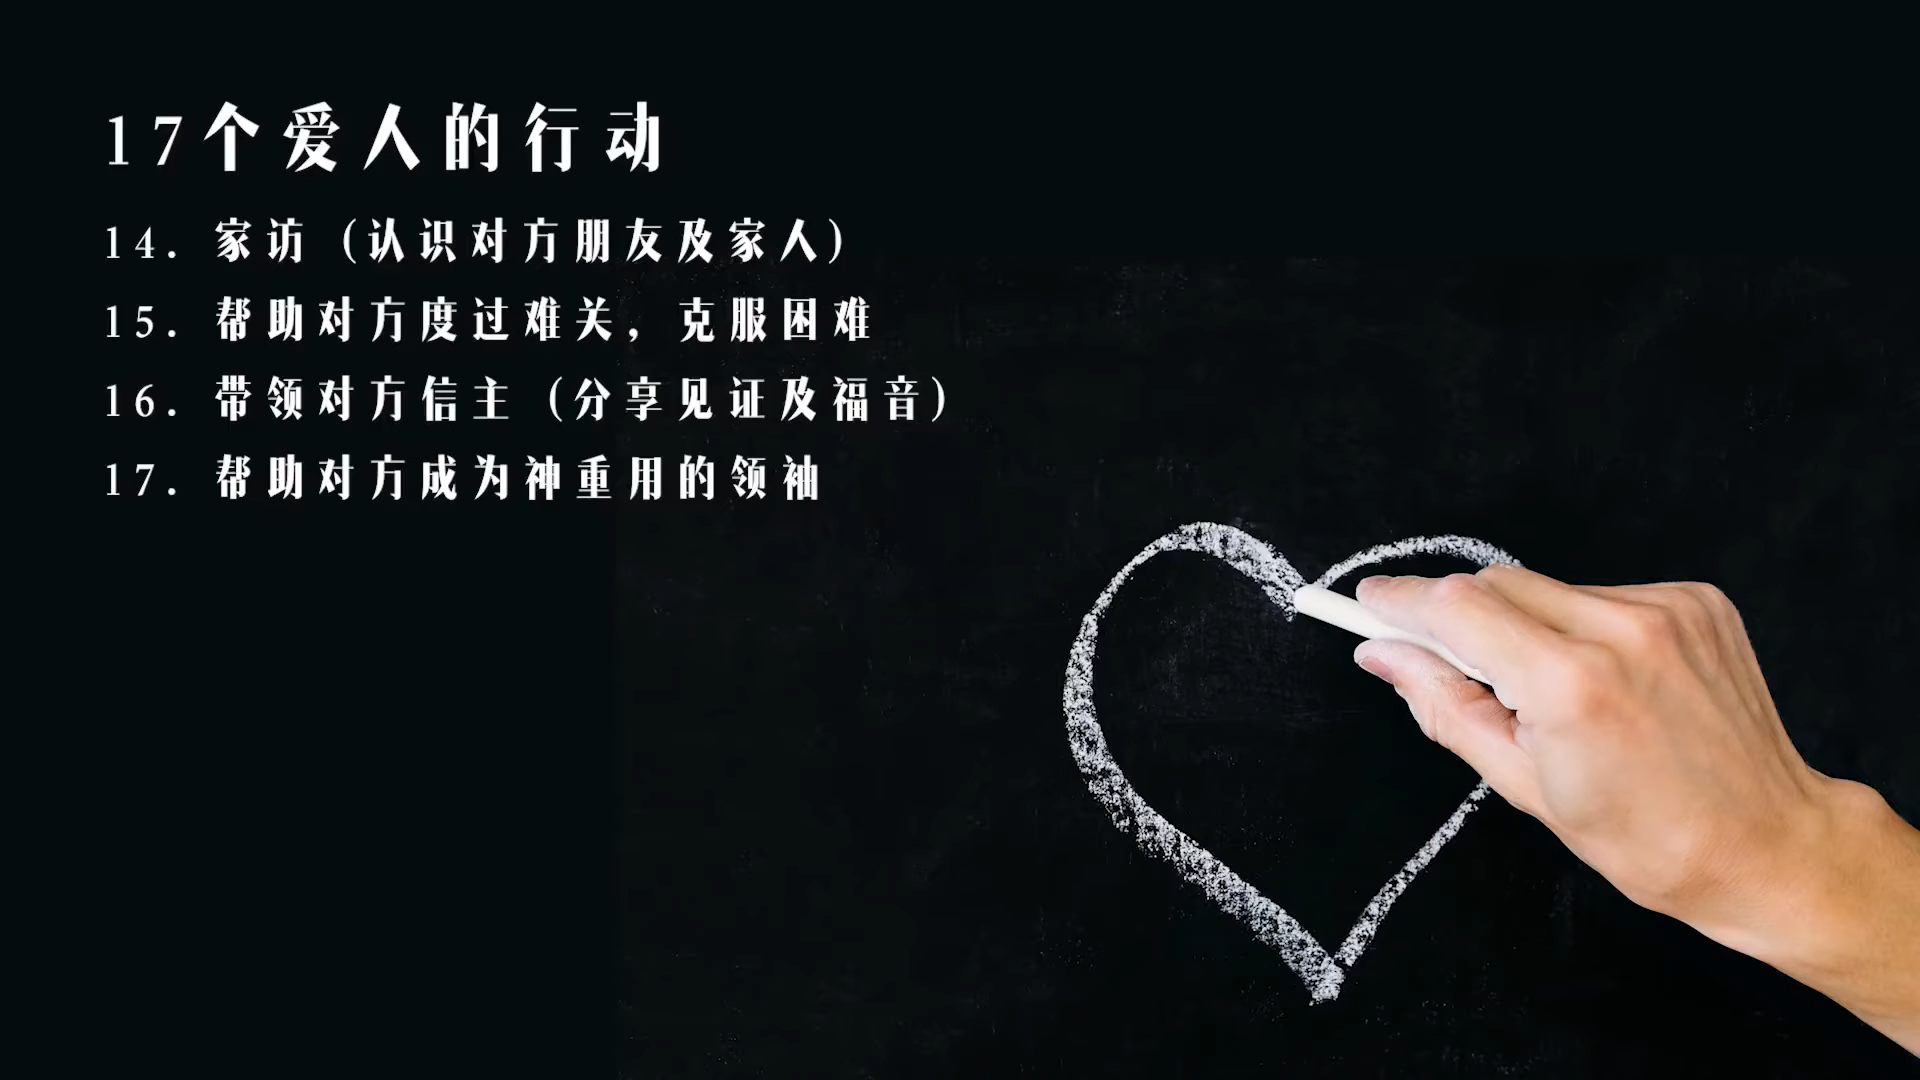 17个爱人的行动
14. 家访（认识对方朋友及家人）
15. 帮助对方度过难关，克服困难
16. 带领对方信主（分享见证及福音）
17. 帮助对方成为神重用的领袖